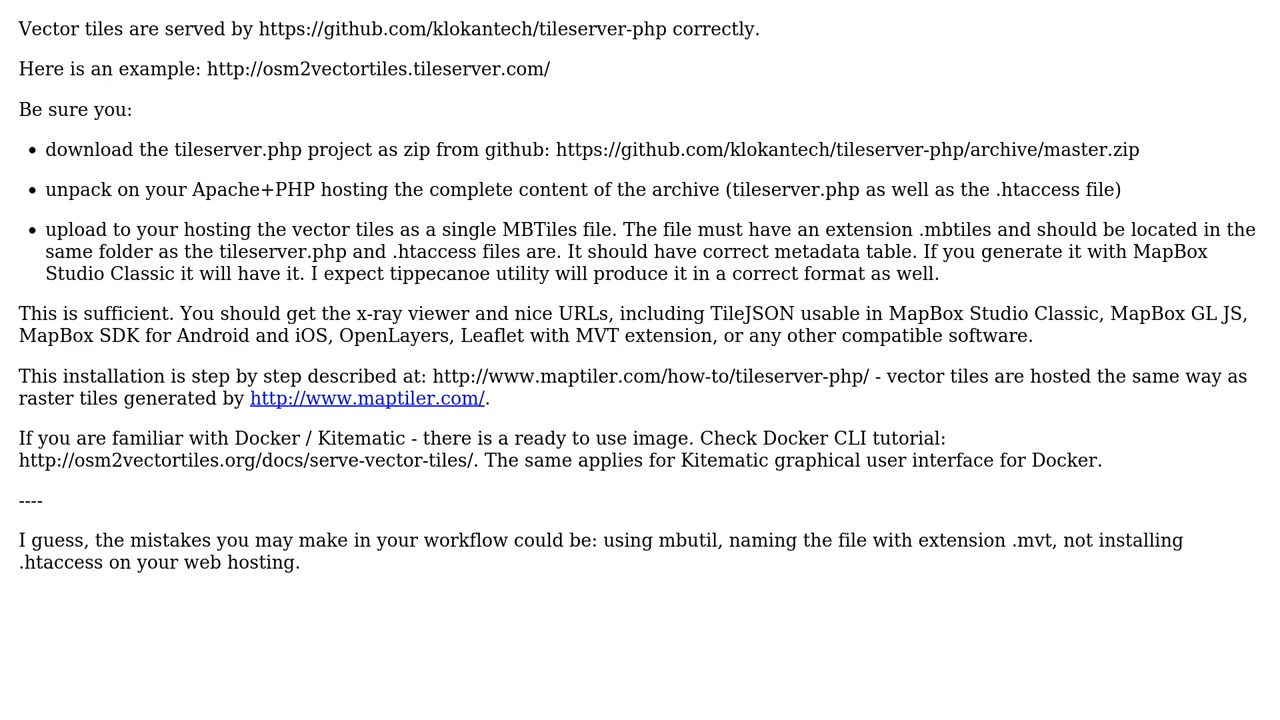 Vector tiles are served by https://github.com/klokantech/tileserver-php correctly.
Here is an example: http://osm2vectortiles.tileserver.com/
Be sure you:
• download the tileserver.php project as zip from github: https://github.com/klokantech/tileserver-php/archive/master.zip
• unpack on your Apache+PHP hosting the complete content of the archive (tileserver.php as well as the .htaccess file)
• upload to your hosting the vector tiles as a single MBTiles file. The file must have an extension .mbtiles and should be located in the
same folder as the tileserver.php and .htaccess files are. It should have correct metadata table. If you generate it with MapBox
Studio Classic it will have it. I expect tippecanoe utility will produce it in a correct format as well.
This is sufficient. You should get the x-ray viewer and nice URLs, including TileJSON usable in MapBox Studio Classic, MapBox GL JS,
MapBox SDK for Android and iOS, OpenLayers, Leaflet with MVT extension, or any other compatible software.
This installation is step by step described at: http://www.maptiler.com/how-to/tileserver-php/ - vector tiles are hosted the same way as
raster tiles generated by http://www.maptiler.com/.
If you are familiar with Docker / Kitematic - there is a ready to use image. Check Docker CLI tutorial:
http://osm2vectortiles.org/docs/serve-vector-tiles/. The same applies for Kitematic graphical user interface for Docker.
----
I guess, the mistakes you may make in your workflow could be: using mbutil, naming the file with extension .mvt, not installing
.htaccess on your web hosting.